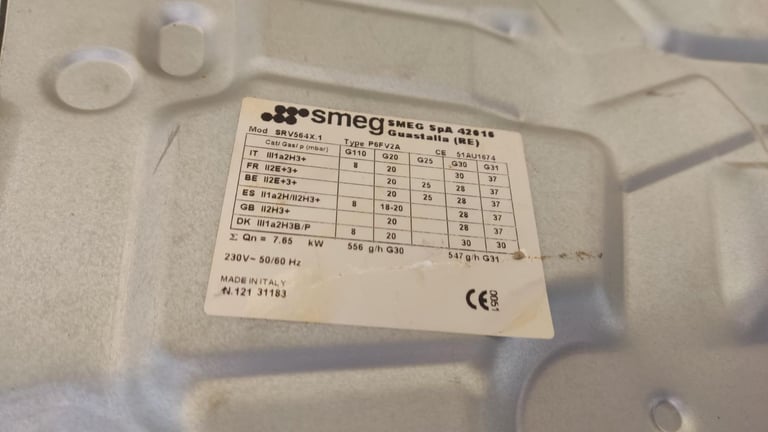 smeg SMEG SpA 42016
Guastalla (RE)
Mod SRV564X.1 Type P6FV2A CE 51AU1674
Cat/ Gas/ p (mbar) G110 G20 G25 G30 G31
IT III1a2H3+ 8 20 30 37
FR II2E+3+ 20 25 28 37
BE II2E+3+ 20 25 28 37
ES II1a2H/II2H3+ 8 18-20 28 37
GB II2H3+ 20 28 37
DK III1a2H3B/P 8 20 30 30
Σ Qn = 7.65 kW 556 g/h G30 547 g/h G31
230V~ 50/60 Hz
MADE IN ITALY
N.121 31183
CE 0051